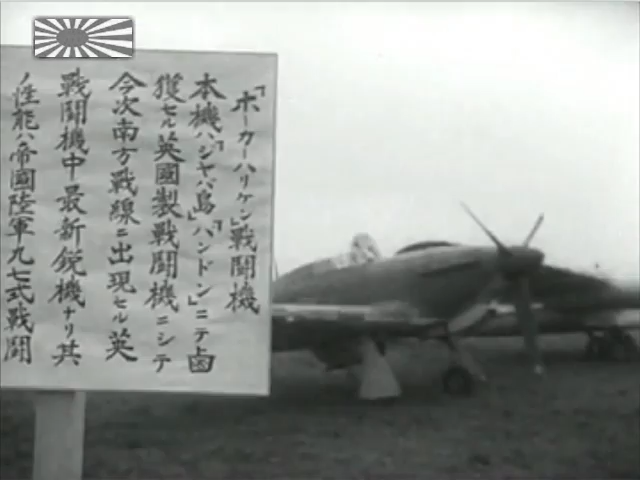 「ホーカーハリケン」戰闘機
本機ハ「ジャバ島」「バンドン」ニテ鹵
獲セル英國製戰闘機ニシテ
今次南方戰線ニ出現セル英
戰闘機中最新鋭機ナリ其
ノ性能ハ帝國陸軍九七式戰闘